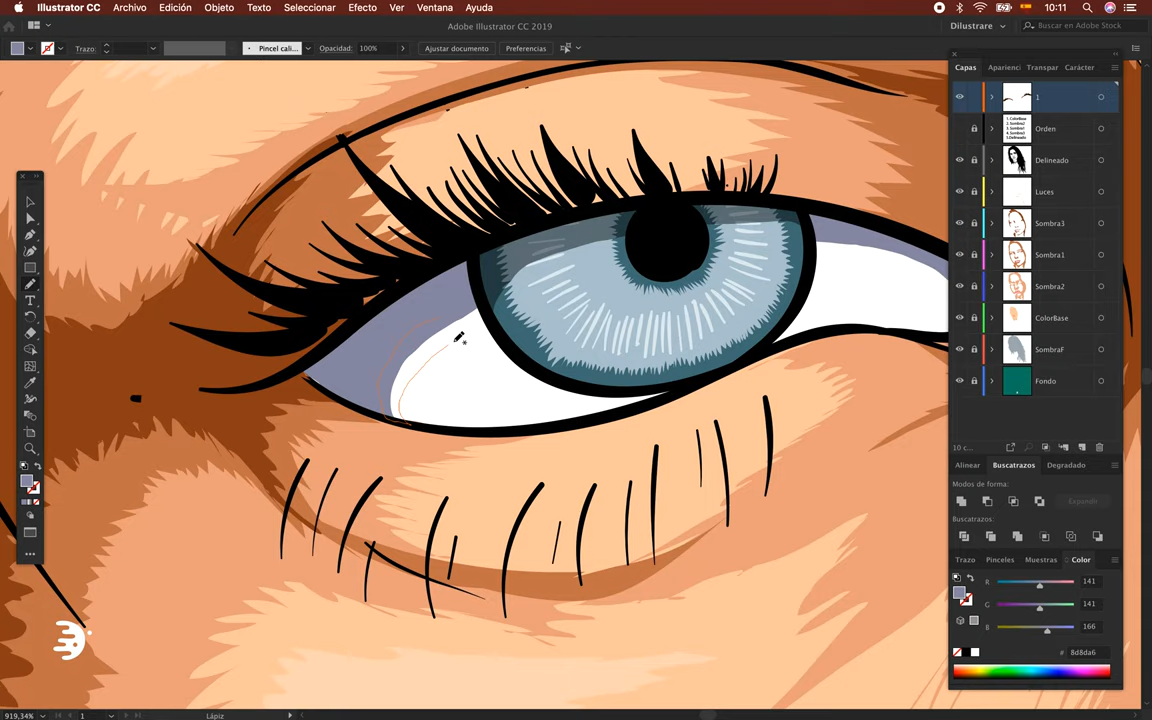 Illustrator CC Archivo Edición Objeto Texto Seleccionar Efecto Ver Ventana Ayuda 10:11
Adobe Illustrator CC 2019 Dilustrare Buscar en Adobe Stock
Trazo: Pincel cali... Opacidad: 100% Ajustar documento Preferencias
Capas Aparienci Transpar Carácter
1
Orden
Delineado
Luces
Sombra3
Sombra1
Sombra2
ColorBase
SombraF
Fondo
10 c...
Alinear Buscatrazos Degradado
Modos de forma:
Expandir
Buscatrazos:
Trazo Pinceles Muestras Color
R 141
G 141
B 166
# 8d8da6
919,34% 1 Lápiz